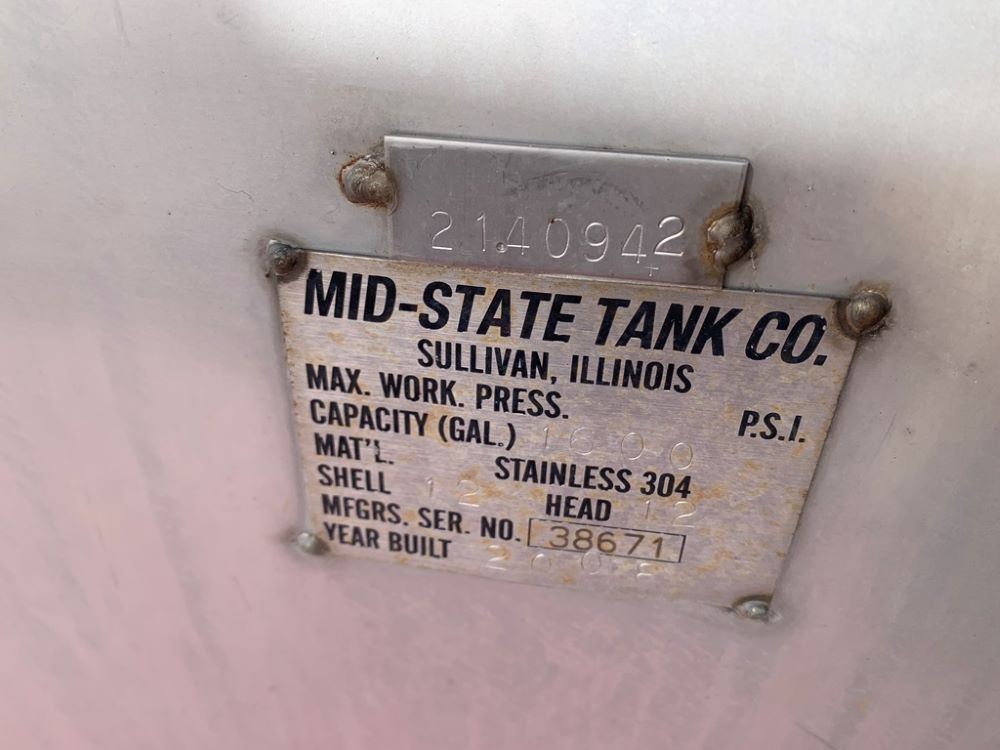 2140942
MID-STATE TANK CO.
SULLIVAN, ILLINOIS
MAX. WORK. PRESS. P.S.I.
CAPACITY (GAL.) 1600
MAT'L. STAINLESS 304
SHELL 12 HEAD 12
MFGRS. SER. NO. 38671
YEAR BUILT